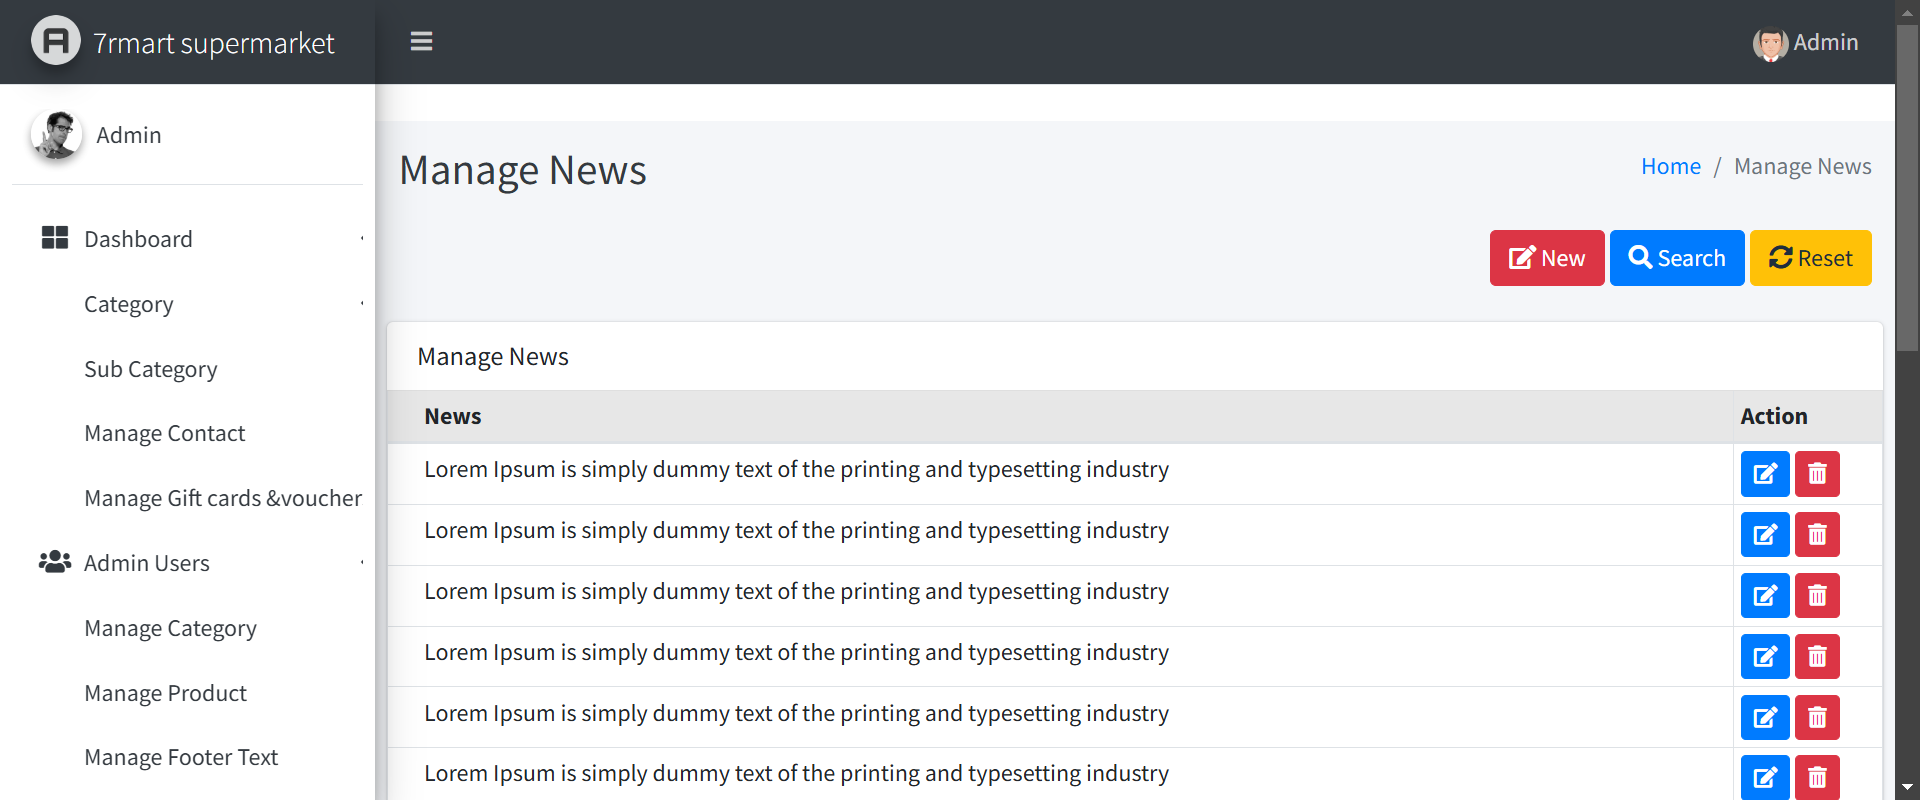 7rmart supermarket
Admin
Admin
Dashboard
Category
Sub Category
Manage Contact
Manage Gift cards &voucher
Admin Users
Manage Category
Manage Product
Manage Footer Text
Manage News
Home / Manage News
New Search Reset
Manage News
News Action
Lorem Ipsum is simply dummy text of the printing and typesetting industry
Lorem Ipsum is simply dummy text of the printing and typesetting industry
Lorem Ipsum is simply dummy text of the printing and typesetting industry
Lorem Ipsum is simply dummy text of the printing and typesetting industry
Lorem Ipsum is simply dummy text of the printing and typesetting industry
Lorem Ipsum is simply dummy text of the printing and typesetting industry